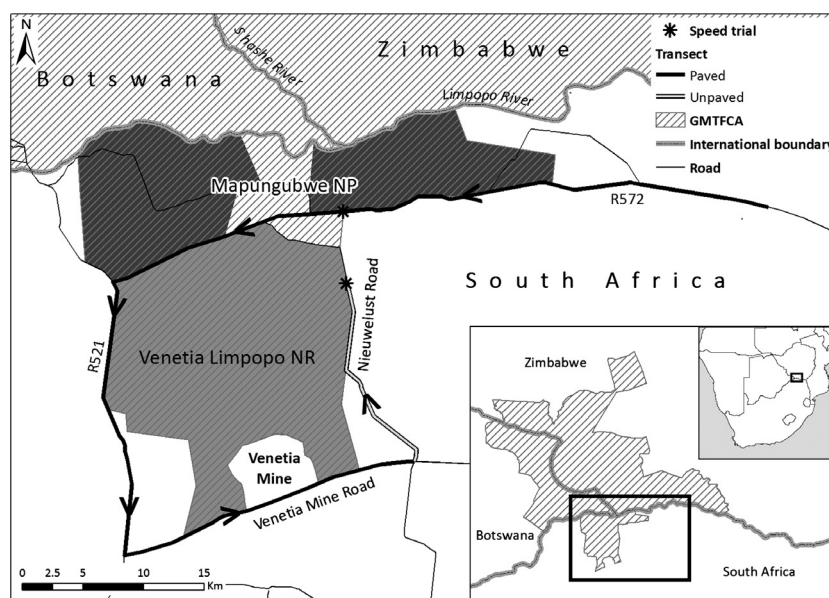 N
Botswana
Shashe River
Zimbabwe
Limpopo River
Speed trial
Transect
Paved
Unpaved
GMTFCA
International boundary
Road
Mapungubwe NP
R572
South Africa
Nieuwelust Road
R521
Venetia Limpopo NR
Venetia
Mine
Venetia Mine Road
0 2.5 5 10 15
Km
Zimbabwe
Botswana
South Africa